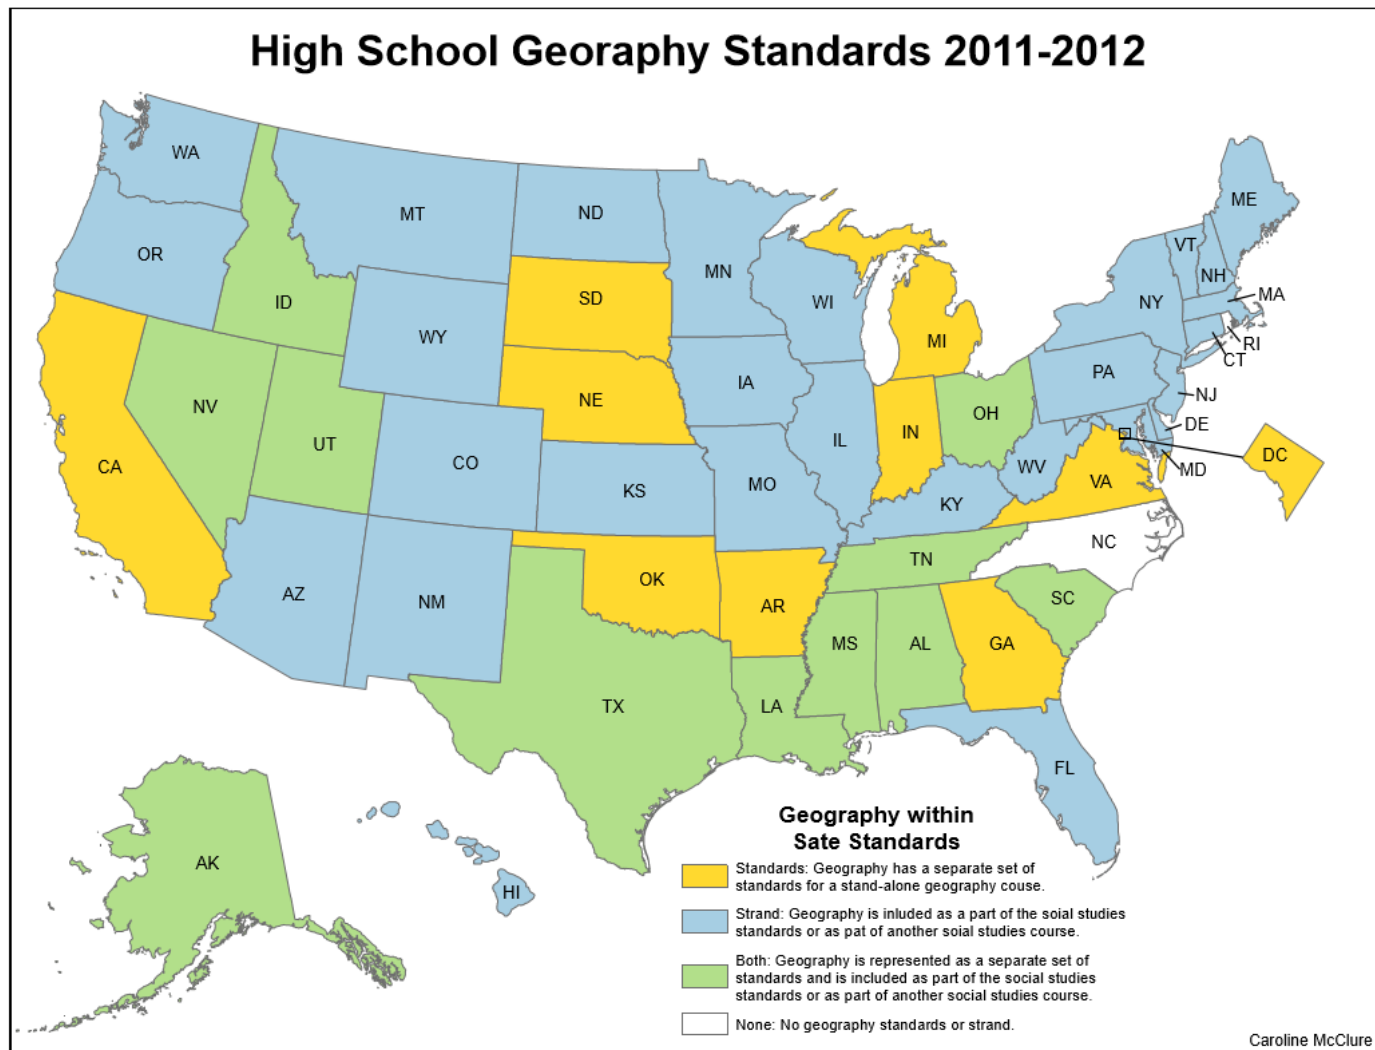 High School Georaphy Standards 2011-2012
WA
MT
ND
MN
ME
VT
NH
OR
ID
SD
WI
NY
MA
WY
MI
RI
CT
IA
PA
NE
NJ
NV
UT
OH
IN
IL
DE
CA
CO
KS
MO
WV
VA
MD
DC
KY
NC
TN
OK
AZ
NM
AR
SC
MS
AL
GA
TX
LA
FL
AK
HI
Geography within
Sate Standards
Standards: Geography has a separate set of
standards for a stand-alone geography couse.
Strand: Geography is inluded as a part of the soial studies
standards or as pat of another soial studies course.
Both: Geography is represented as a separate set of
standards and is included as part of the social studies
standards or as part of another social studies course.
None: No geography standards or strand.
Caroline McClure